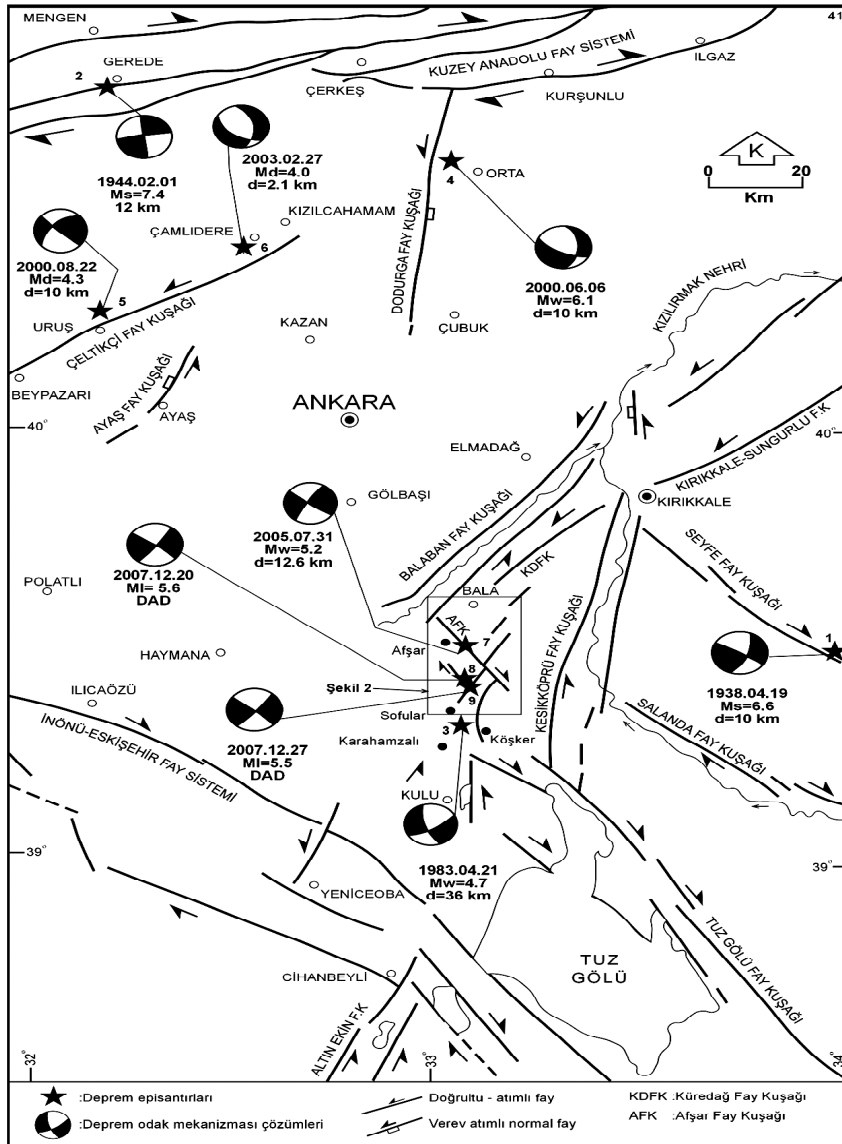 MENGEN
41
KUZEY ANADOLU FAY SİSTEMİ
ILGAZ
GEREDE
2
ÇERKEŞ
KURŞUNLU
K
0 20
Km
2003.02.27
Md=4.0
d=2.1 km
1944.02.01
Ms=7.4
12 km
4
ORTA
KIZILCAHAMAM
ÇAMLIDERE
6
DODURGA FAY KUŞAĞI
2000.08.22
Md=4.3
d=10 km
2000.06.06
Mw=6.1
d=10 km
KIZILIRMAK NEHRİ
5
URUŞ
ÇELTİKÇİ FAY KUŞAĞI
KAZAN
ÇUBUK
BEYPAZARI
AYAŞ FAY KUŞAĞI
AYAŞ
ANKARA
40°
40°
ELMADAĞ
KIRIKKALE-SUNGURLU F.K
GÖLBAŞI
BALABAN FAY KUŞAĞI
KIRIKKALE
2005.07.31
Mw=5.2
d=12.6 km
SEYFE FAY KUŞAĞI
KDFK
2007.12.20
Ml= 5.6
DAD
POLATLI
BALA
AFK
7
Afşar
KESİKKÖPRÜ FAY KUŞAĞI
1
HAYMANA
8
Şekil 2
9
1938.04.19
Ms=6.6
d=10 km
ILICAÖZÜ
Sofular
SALANDA FAY KUŞAĞI
İNÖNÜ-ESKİŞEHİR FAY SİSTEMİ
2007.12.27
Ml=5.5
DAD
3
Karahamzalı
Köşker
KULU
39°
39°
1983.04.21
Mw=4.7
d=36 km
YENİCEOBA
TUZ
GÖLÜ
TUZ GÖLÜ FAY KUŞAĞI
CİHANBEYLİ
ALTIN EKİN F.K
32°
33°
34
:Deprem episantırları
Doğrultu - atımlı fay
KDFK :Küredağ Fay Kuşağı
:Deprem odak mekanizması çözümleri
Verev atımlı normal fay
AFK :Afşar Fay Kuşağı